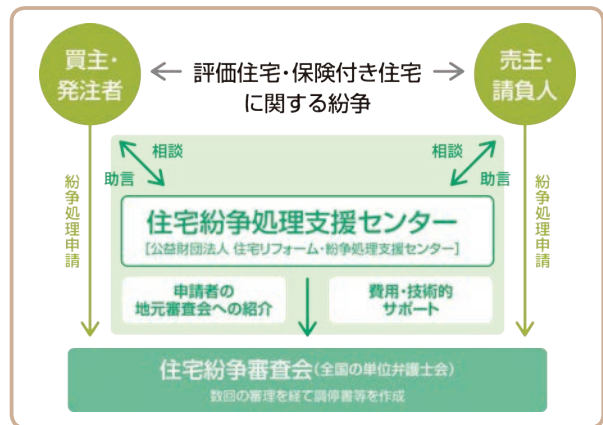 買主・
発注者
評価住宅・保険付き住宅
に関する紛争
売主・
請負人
相談
助言
相談
助言
紛争処理申請
紛争処理申請
住宅紛争処理支援センター
[公益財団法人 住宅リフォーム・紛争処理支援センター]
申請者の
地元審査会への紹介
費用・技術的
サポート
住宅紛争審査会(全国の単位弁護士会)
数回の審理を経て調停書等を作成